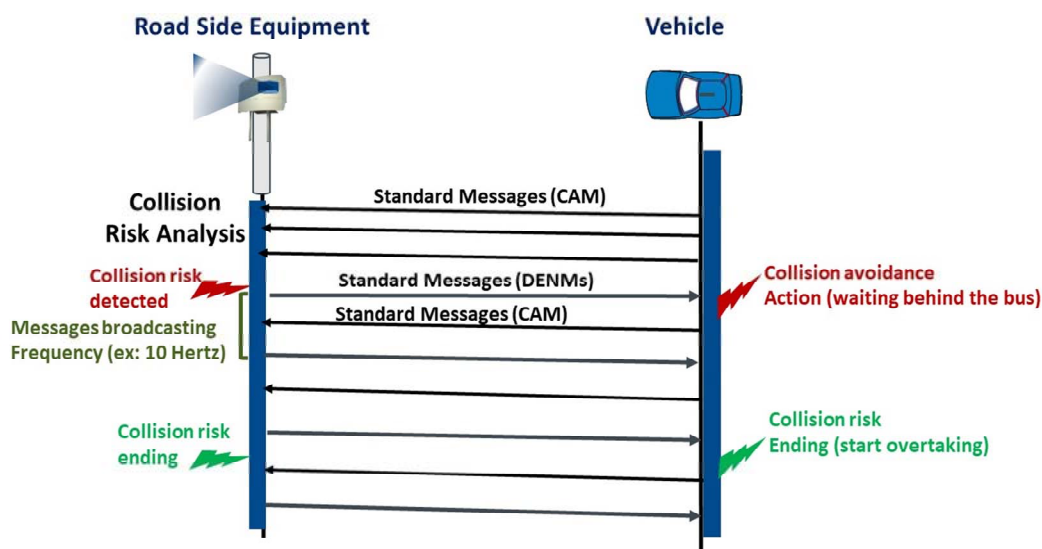 Road Side Equipment
Vehicle
Standard Messages (CAM)
Collision
Risk Analysis
Collision risk
detected
Standard Messages (DENMs)
Collision avoidance
Action (waiting behind the bus)
Standard Messages (CAM)
Messages broadcasting
Frequency (ex: 10 Hertz)
Collision risk
ending
Collision risk
Ending (start overtaking)